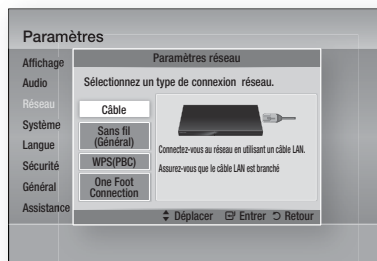 Paramètres
Affichage
Audio
Réseau
Système
Langue
Sécurité
Général
Assistance
Paramètres réseau
Sélectionnez un type de connexion réseau.
Câble
Sans fil
(Général)
WPS(PBC)
One Foot
Connection
Connectez-vous au réseau en utilisant un câble LAN.
Assurez-vous que le câble LAN est branché
Déplacer Entrer Retour